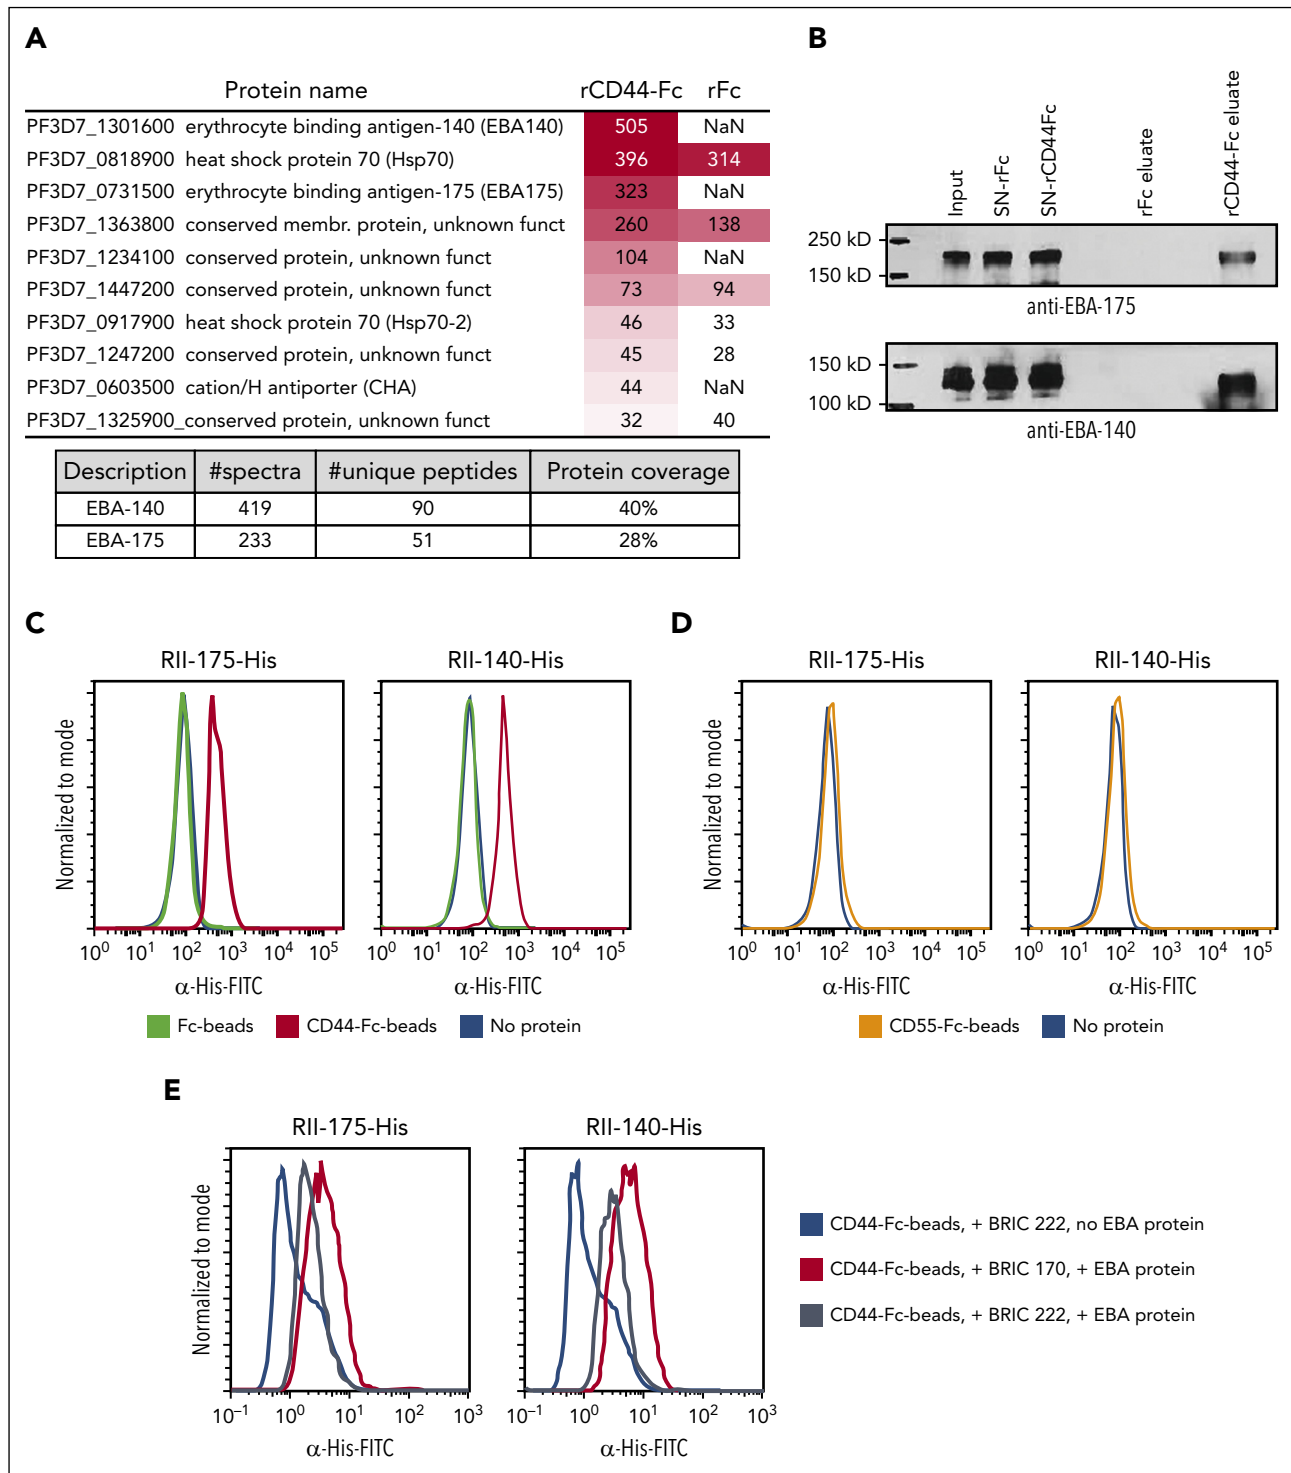 A
Protein name rCD44-Fc rFc
PF3D7_1301600 erythrocyte binding antigen-140 (EBA140) 505 NaN
PF3D7_0818900 heat shock protein 70 (Hsp70) 396 314
PF3D7_0731500 erythrocyte binding antigen-175 (EBA175) 323 NaN
PF3D7_1363800 conserved membr. protein, unknown funct 260 138
PF3D7_1234100 conserved protein, unknown funct 104 NaN
PF3D7_1447200 conserved protein, unknown funct 73 94
PF3D7_0917900 heat shock protein 70 (Hsp70-2) 46 33
PF3D7_1247200 conserved protein, unknown funct 45 28
PF3D7_0603500 cation/H antiporter (CHA) 44 NaN
PF3D7_1325900_conserved protein, unknown funct 32 40
Description #spectra #unique peptides Protein coverage
EBA-140 419 90 40%
EBA-175 233 51 28%
B
Input
SN-rFc
SN-rCD44Fc
rFc eluate
rCD44-Fc eluate
250 kD
150 kD
anti-EBA-175
150 kD
100 kD
anti-EBA-140
C
RII-175-His RII-140-His
Normalized to mode
10⁰ 10¹ 10² 10³ 10⁴ 10⁵ 10⁰ 10¹ 10² 10³ 10⁴ 10⁵
α-His-FITC α-His-FITC
Fc-beads CD44-Fc-beads No protein
D
RII-175-His RII-140-His
Normalized to mode
10⁰ 10¹ 10² 10³ 10⁴ 10⁵ 10⁰ 10¹ 10² 10³ 10⁴ 10⁵
α-His-FITC α-His-FITC
CD55-Fc-beads No protein
E
RII-175-His RII-140-His
Normalized to mode
10⁻¹ 10⁰ 10¹ 10² 10³ 10⁻¹ 10⁰ 10¹ 10² 10³
α-His-FITC α-His-FITC
CD44-Fc-beads, + BRIC 222, no EBA protein
CD44-Fc-beads, + BRIC 170, + EBA protein
CD44-Fc-beads, + BRIC 222, + EBA protein